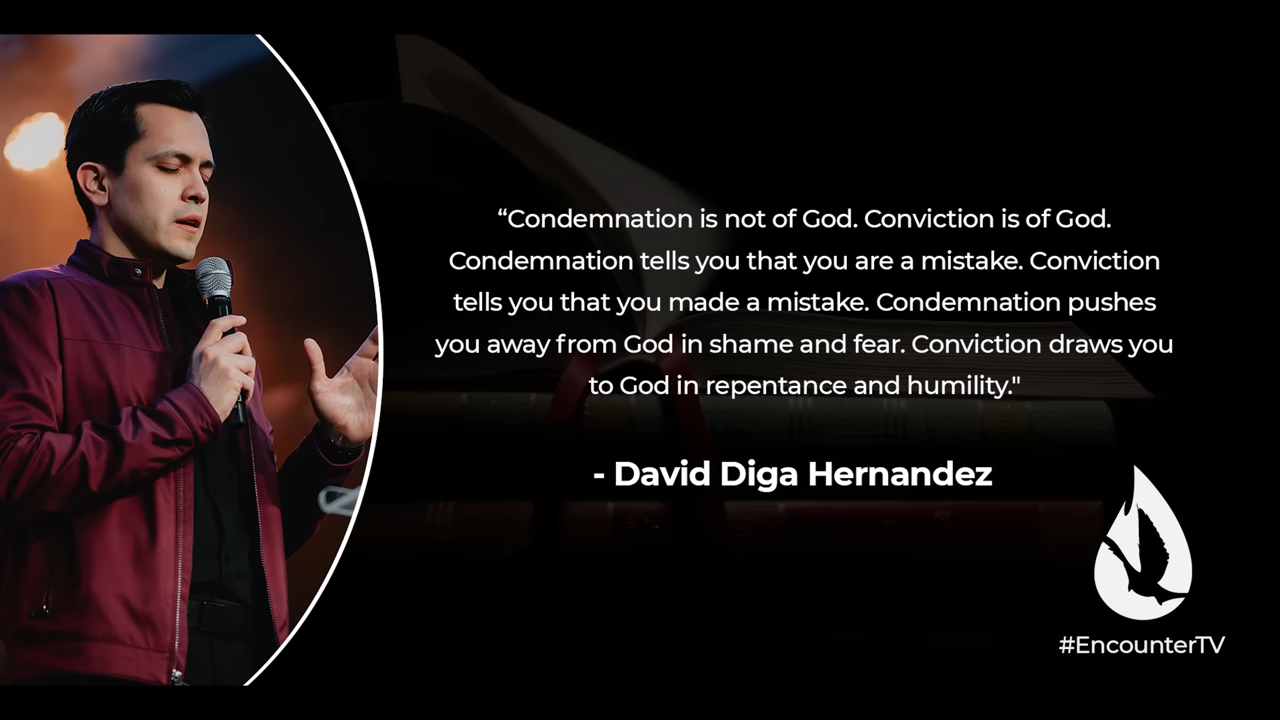 “Condemnation is not of God. Conviction is of God.
Condemnation tells you that you are a mistake. Conviction
tells you that you made a mistake. Condemnation pushes
you away from God in shame and fear. Conviction draws you
to God in repentance and humility."
- David Diga Hernandez
#EncounterTV